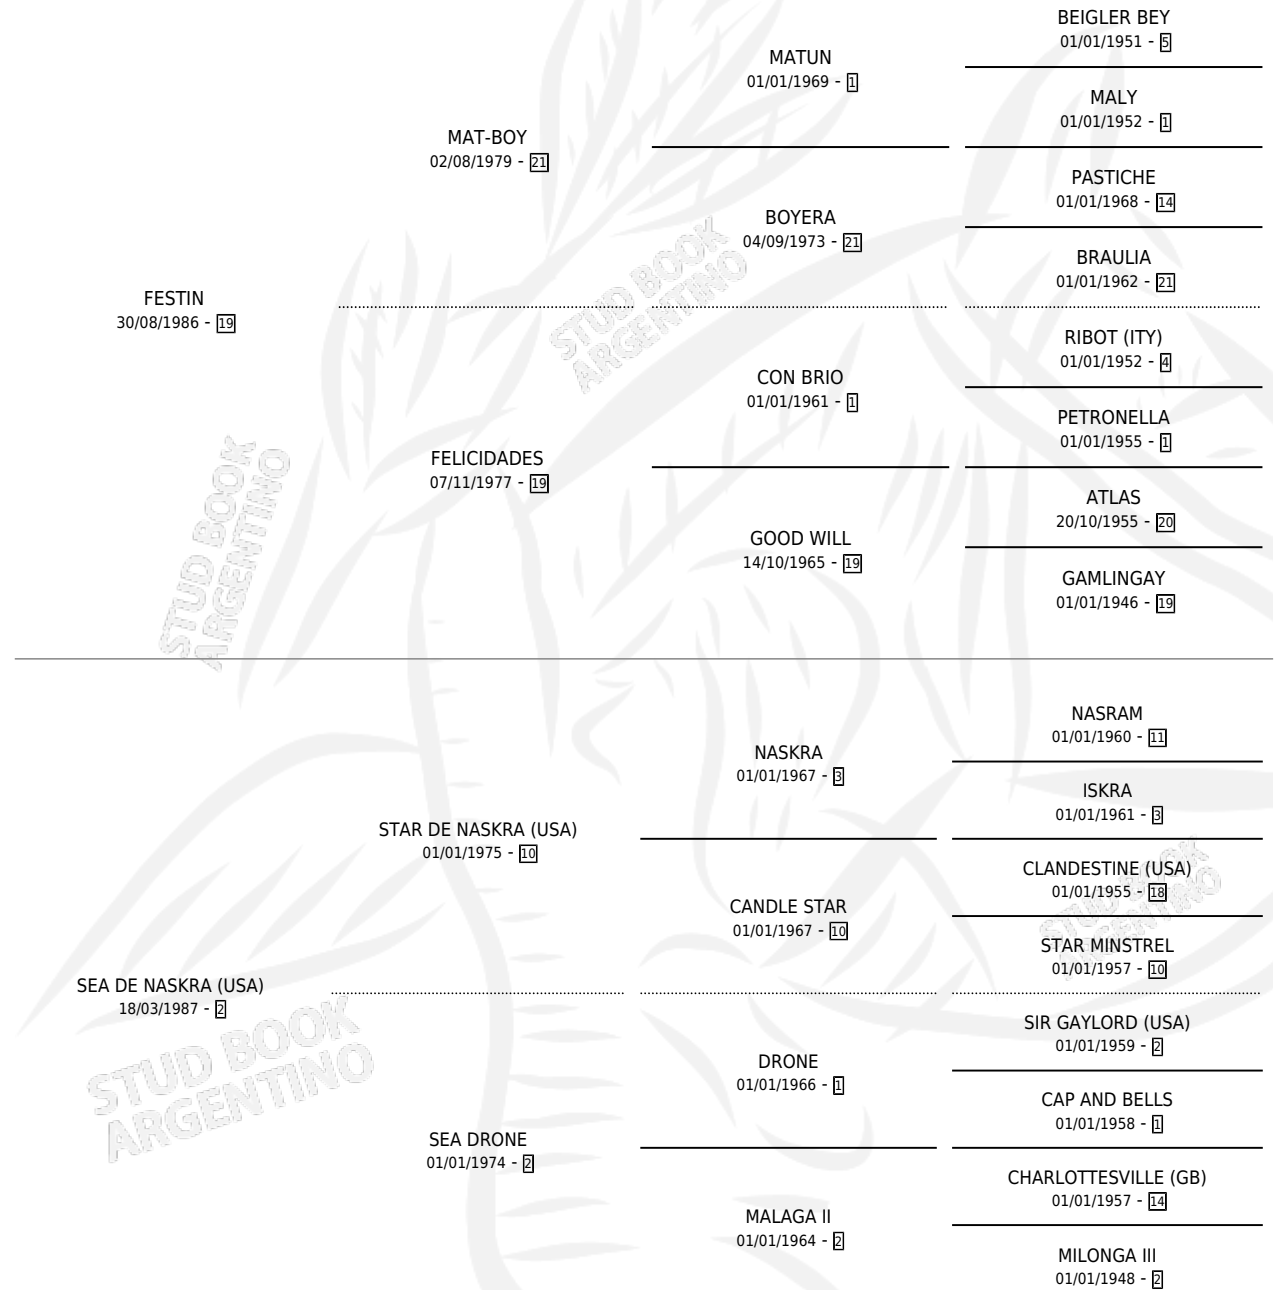 BEIGLER BEY
01/01/1951 - 5
MATUN
01/01/1969 - 1
MALY
01/01/1952 - 1
MAT-BOY
02/08/1979 - 21
PASTICHE
01/01/1968 - 14
BOYERA
04/09/1973 - 21
BRAULIA
01/01/1962 - 21
FESTIN
30/08/1986 - 19
RIBOT (ITY)
01/01/1952 - 4
CON BRIO
01/01/1961 - 1
PETRONELLA
01/01/1955 - 1
FELICIDADES
07/11/1977 - 19
ATLAS
20/10/1955 - 20
GOOD WILL
14/10/1965 - 19
GAMLINGAY
01/01/1946 - 19
STUD BOOK
ARGENTINO
STUD BOOK
ARGENTINO
NASRAM
01/01/1960 - 11
NASKRA
01/01/1967 - 3
ISKRA
01/01/1961 - 3
STAR DE NASKRA (USA)
01/01/1975 - 10
CLANDESTINE (USA)
01/01/1955 - 18
CANDLE STAR
01/01/1967 - 10
STAR MINSTREL
01/01/1957 - 10
STUD BOOK
ARGENTINO
SEA DE NASKRA (USA)
18/03/1987 - 2
SIR GAYLORD (USA)
01/01/1959 - 2
DRONE
01/01/1966 - 1
CAP AND BELLS
01/01/1958 - 1
SEA DRONE
01/01/1974 - 2
CHARLOTTESVILLE (GB)
01/01/1957 - 14
MALAGA II
01/01/1964 - 2
MILONGA III
01/01/1948 - 2
STUD BOOK
ARGENTINO